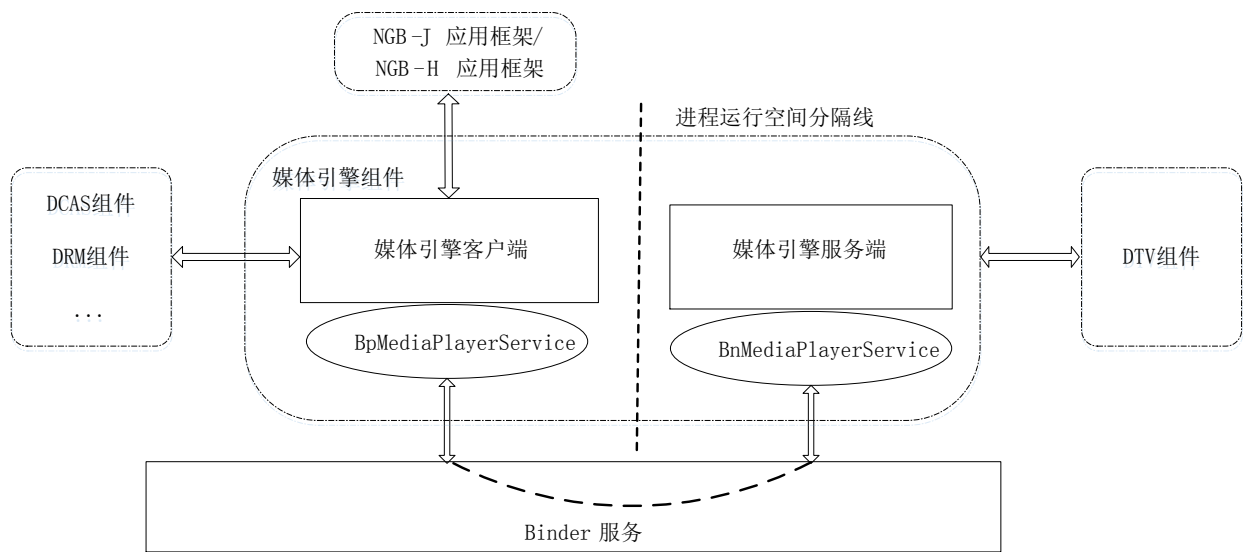 NGB-J 应用框架/
NGB-H 应用框架
进程运行空间分隔线
媒体引擎组件
DCAS组件
DRM组件
...
媒体引擎客户端
媒体引擎服务端
DTV组件
BpMediaPlayerService
BnMediaPlayerService
Binder 服务